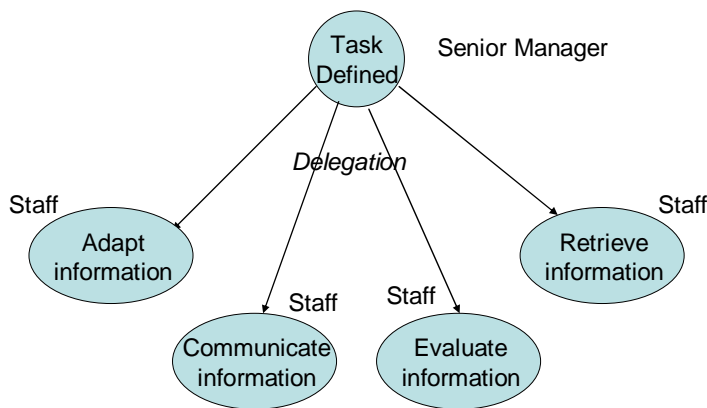 Task
Defined
Senior Manager
Delegation
Staff
Adapt
information
Staff
Retrieve
information
Staff
Communicate
information
Staff
Evaluate
information